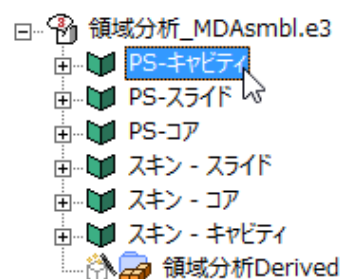 領域分析_MDAsmbl.e3
PS-キャビティ
PS-スライド
PS-コア
スキン - スライド
スキン - コア
スキン - キャビティ
領域分析Derived